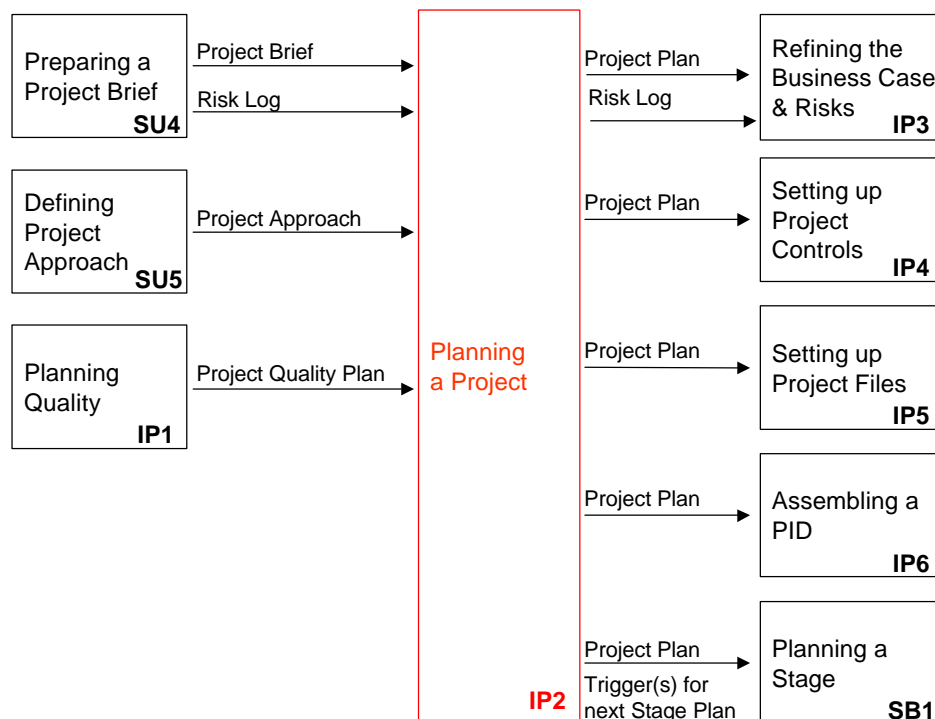 Preparing a
Project Brief
SU4
Project Brief
Risk Log
Defining
Project
Approach
SU5
Project Approach
Planning
Quality
IP1
Project Quality Plan
Planning
a Project
IP2
Project Plan
Risk Log
Refining the
Business Case
& Risks
IP3
Project Plan
Setting up
Project
Controls
IP4
Project Plan
Setting up
Project Files
IP5
Project Plan
Assembling a
PID
IP6
Project Plan
Trigger(s) for
next Stage Plan
Planning a
Stage
SB1